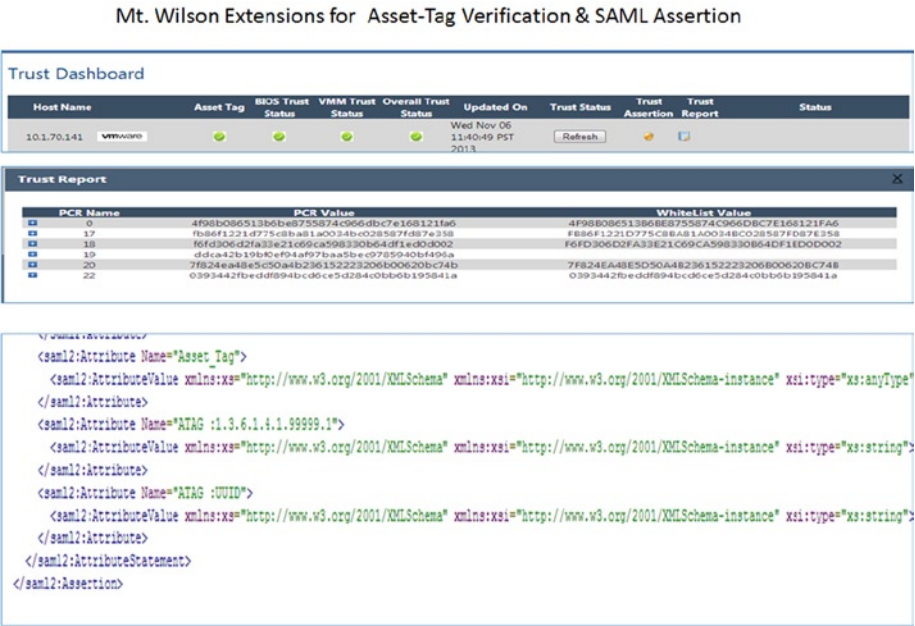 Mt. Wilson Extensions for Asset-Tag Verification & SAML Assertion
Trust Dashboard
Host Name Asset Tag BIOS Trust Status VMM Trust Status Overall Trust Status Updated On Trust Status Trust Assertion Trust Report Status
10.1.70.141 vmware Wed Nov 06 11:40:49 PST 2013 Refresh
Trust Report X
PCR Name PCR Value WhiteList Value
0 4f98b086513b6be8755874c966dbc7e168121fa6 4F98B086513B6BE8755874C966DBC7E168121FA6
17 fb86f1221d775c8ba81a0034bc028587fd87e358 FB86F1221D775C8BA81A0034BC028587FD87E358
18 f6fd306d2fa33e21c69ca598330b64df1ed0d002 F6FD306D2FA33E21C69CA598330B64DF1ED0D002
19 ddca42b19bf0ef94af97baa5bec9785940bf496a
20 7f824ea48e5c50a4b236152223206b00620bc74b 7F824EA48E5D50A4B236152223206B00620BC74B
22 0393442fbeddf894bcd6ce5d284c0bb6b195841a 0393442fbeddf894bcd6ce5d284c0bb6b195841a
</saml2:Attribute>
<saml2:Attribute Name="Asset_Tag">
<saml2:AttributeValue xmlns:xs="http://www.w3.org/2001/XMLSchema" xmlns:xsi="http://www.w3.org/2001/XMLSchema-instance" xsi:type="xs:anyType"
</saml2:Attribute>
<saml2:Attribute Name="ATAG :1.3.6.1.4.1.99999.1">
<saml2:AttributeValue xmlns:xs="http://www.w3.org/2001/XMLSchema" xmlns:xsi="http://www.w3.org/2001/XMLSchema-instance" xsi:type="xs:string">
</saml2:Attribute>
<saml2:Attribute Name="ATAG :UUID">
<saml2:AttributeValue xmlns:xs="http://www.w3.org/2001/XMLSchema" xmlns:xsi="http://www.w3.org/2001/XMLSchema-instance" xsi:type="xs:string">
</saml2:Attribute>
</saml2:AttributeStatement>
</saml2:Assertion>